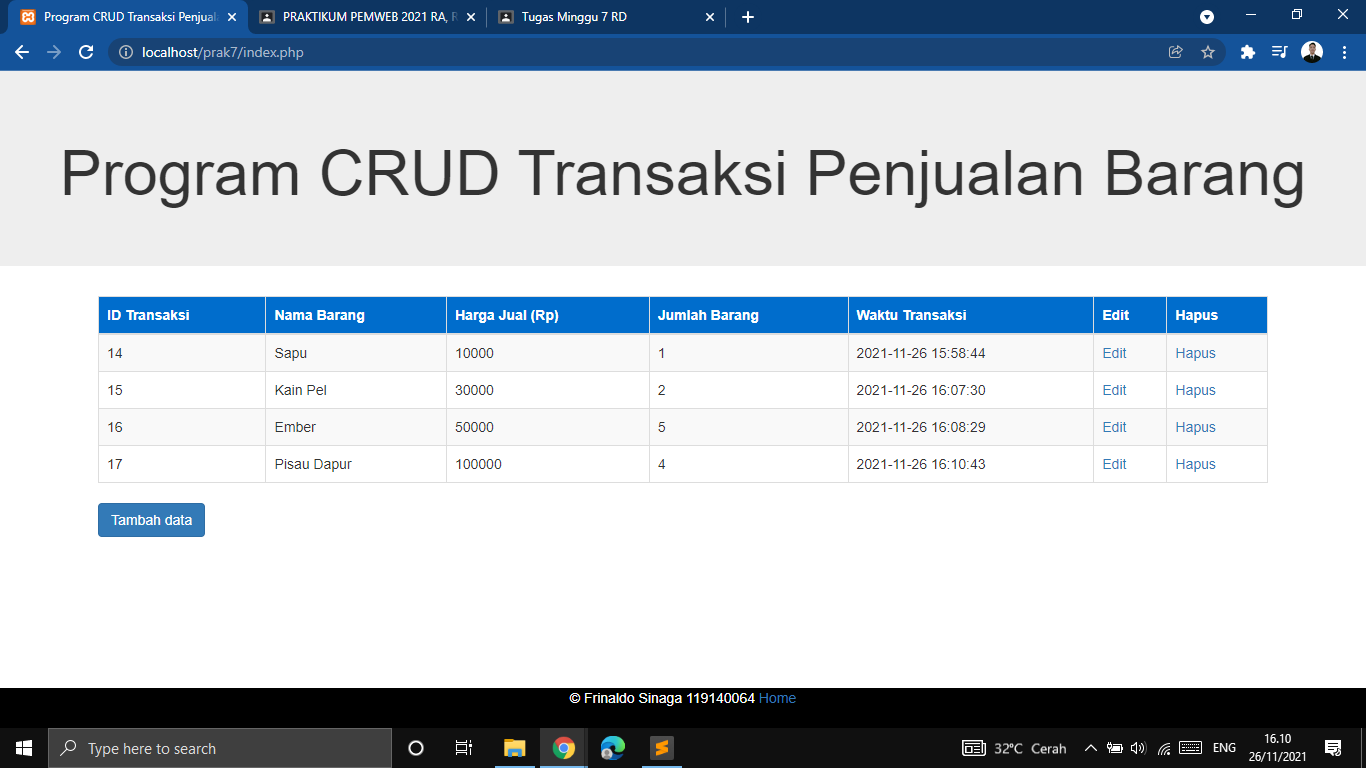 Program CRUD Transaksi Penjual
PRAKTIKUM PEMWEB 2021 RA, R
Tugas Minggu 7 RD
localhost/prak7/index.php
Program CRUD Transaksi Penjualan Barang
ID Transaksi Nama Barang Harga Jual (Rp) Jumlah Barang Waktu Transaksi Edit Hapus
14 Sapu 10000 1 2021-11-26 15:58:44 Edit Hapus
15 Kain Pel 30000 2 2021-11-26 16:07:30 Edit Hapus
16 Ember 50000 5 2021-11-26 16:08:29 Edit Hapus
17 Pisau Dapur 100000 4 2021-11-26 16:10:43 Edit Hapus
Tambah data
© Frinaldo Sinaga 119140064 Home
Type here to search
32°C Cerah
ENG
16.10
26/11/2021